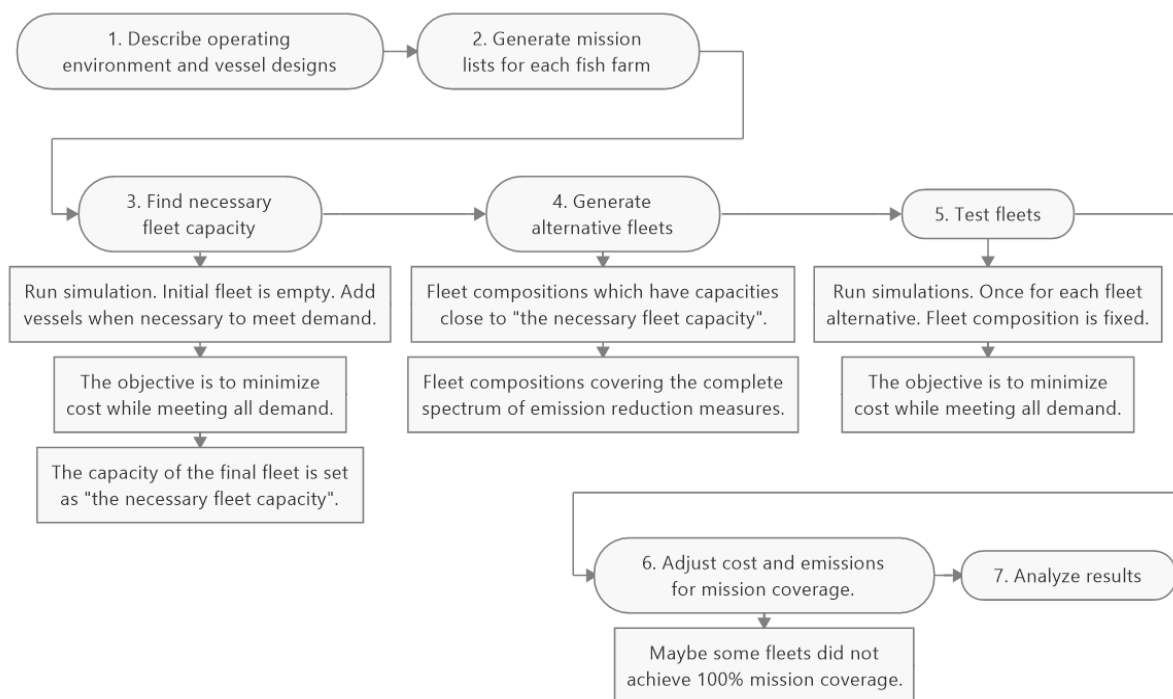 1. Describe operating
environment and vessel designs
2. Generate mission
lists for each fish farm
3. Find necessary
fleet capacity
4. Generate
alternative fleets
5. Test fleets
Run simulation. Initial fleet is empty. Add
vessels when necessary to meet demand.
Fleet compositions which have capacities
close to "the necessary fleet capacity".
Run simulations. Once for each fleet
alternative. Fleet composition is fixed.
The objective is to minimize
cost while meeting all demand.
Fleet compositions covering the complete
spectrum of emission reduction measures.
The objective is to minimize
cost while meeting all demand.
The capacity of the final fleet is set
as "the necessary fleet capacity".
6. Adjust cost and emissions
for mission coverage.
7. Analyze results
Maybe some fleets did not
achieve 100% mission coverage.